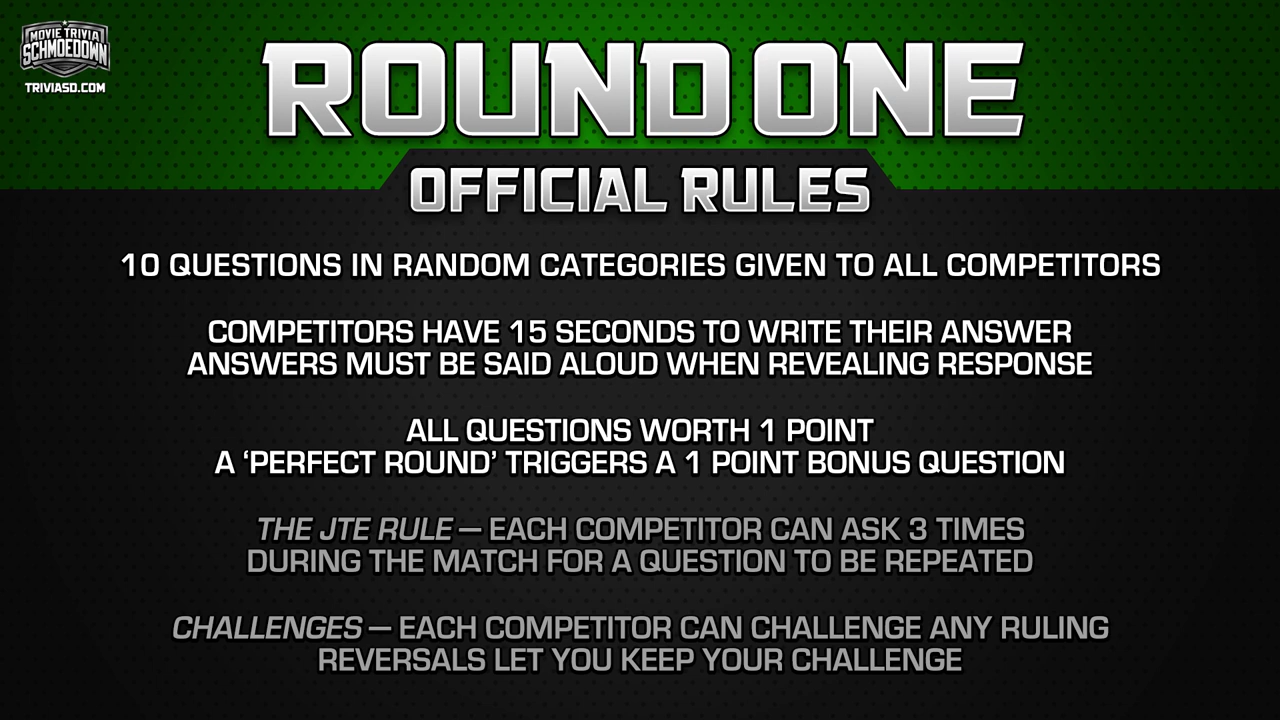 MOVIE TRIVIA
SCHMOEDOWN
TRIVIASD.COM
ROUND ONE
OFFICIAL RULES
10 QUESTIONS IN RANDOM CATEGORIES GIVEN TO ALL COMPETITORS
COMPETITORS HAVE 15 SECONDS TO WRITE THEIR ANSWER
ANSWERS MUST BE SAID ALOUD WHEN REVEALING RESPONSE
ALL QUESTIONS WORTH 1 POINT
A ‘PERFECT ROUND’ TRIGGERS A 1 POINT BONUS QUESTION
THE JTE RULE — EACH COMPETITOR CAN ASK 3 TIMES
DURING THE MATCH FOR A QUESTION TO BE REPEATED
CHALLENGES — EACH COMPETITOR CAN CHALLENGE ANY RULING
REVERSALS LET YOU KEEP YOUR CHALLENGE